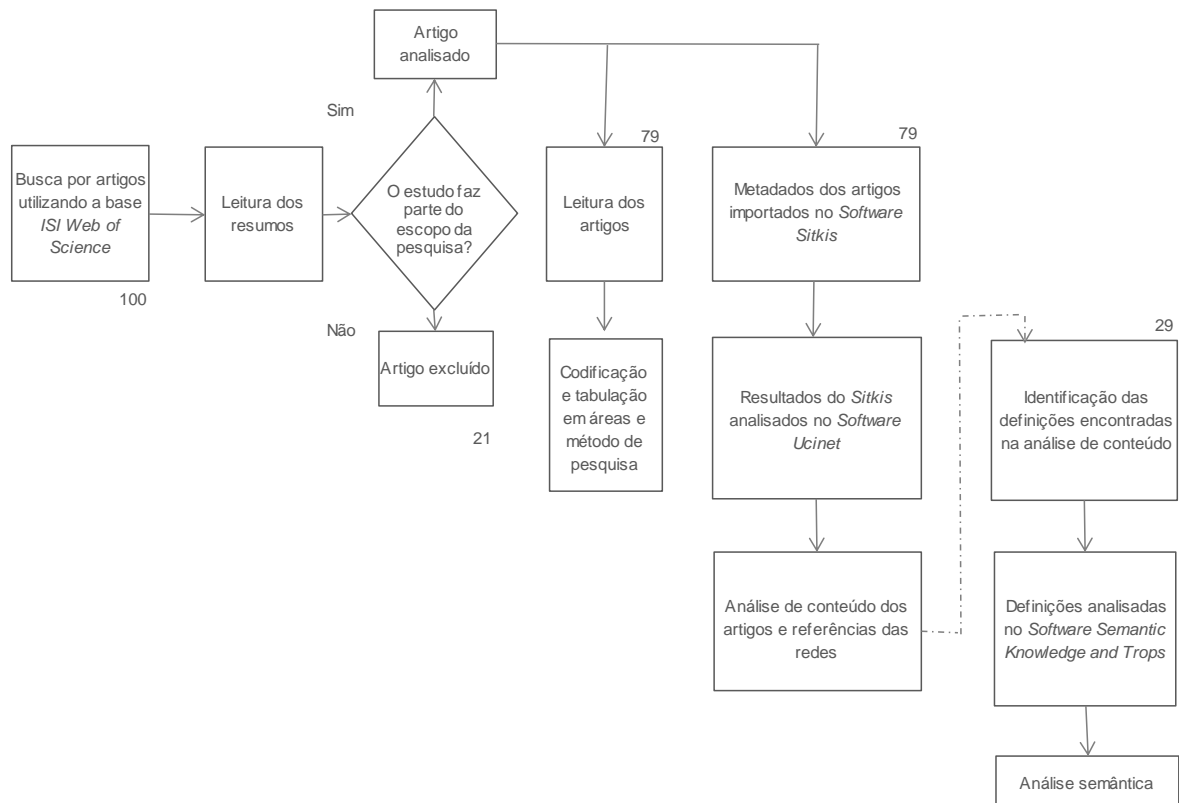 Artigo
analisado
Sim
79
79
Busca por artigos
utilizando a base
ISI Web of
Science
Leitura dos
resumos
O estudo faz
parte do
escopo da
pesquisa?
Leitura dos
artigos
Metadados dos artigos
importados no Software
Sitkis
100
Não
29
Artigo excluído
21
Codificação
e tabulação
em áreas e
método de
pesquisa
Resultados do Sitkis
analisados no Software
Ucinet
Identificação das
definições encontradas
na análise de conteúdo
Análise de conteúdo dos
artigos e referências das
redes
Definições analisadas
no Software Semantic
Knowledge and Trops
Análise semântica